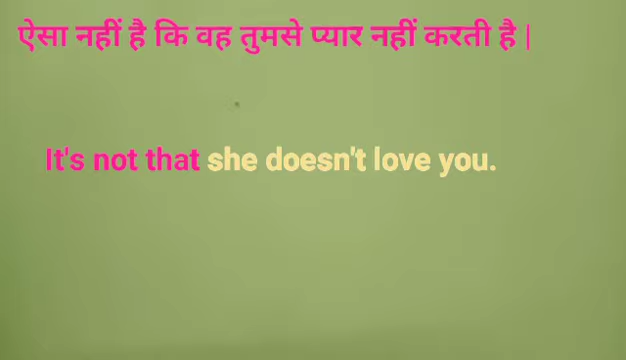 ऐसा नहीं है कि वह तुमसे प्यार नहीं करती है |
It's not that she doesn't love you.